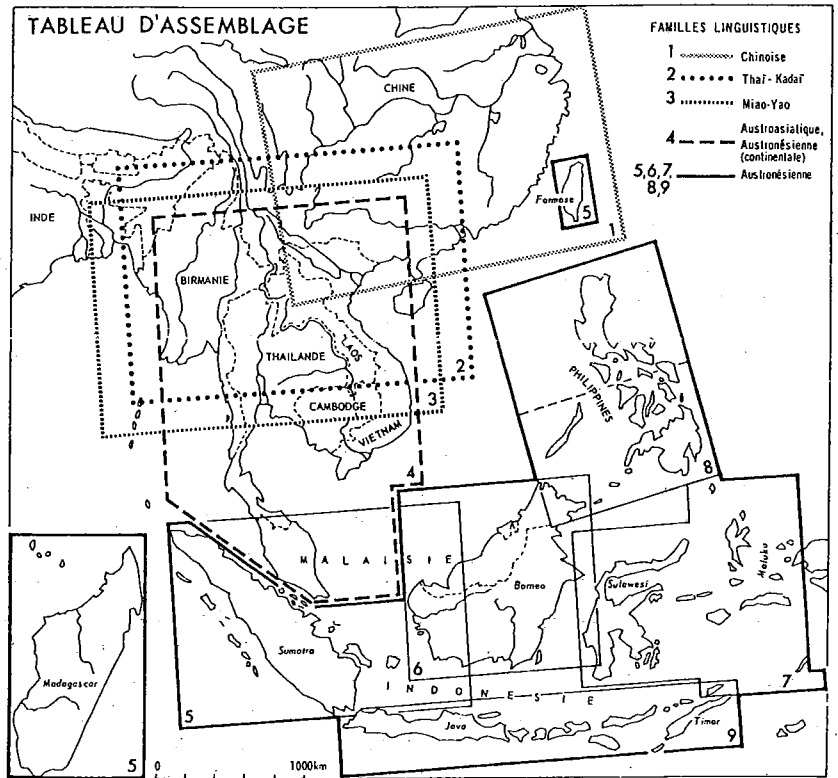 TABLEAU D'ASSEMBLAGE
FAMILLES LINGUISTIQUES
1 Chinoise
2 Thaï-Kadaï
3 Miao-Yao
4 Austroasiatique,
Austronésienne
(continentale)
5,6,7, Austronésienne
8,9
CHINE
INDE
Formose
5
1
BIRMANIE
THAILANDE
LAOS
2
3
CAMBODGE
VIETNAM
PHILIPPINES
4
8
MALAISIE
Borneo
Sulawesi
Maluku
Sumatra
Madagascar
6
7
INDONESIE
5
Java
Timor
9
5
0 1000km